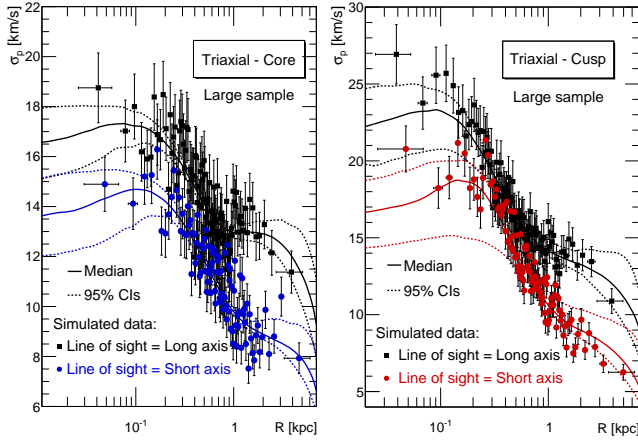 σp [km/s]
18
16
14
12
10
8
6
Triaxial - Core
Large sample
Median
95% CIs
Simulated data:
Line of sight = Long axis
Line of sight = Short axis
10⁻¹
1
R [kpc]
σp [km/s]
30
25
20
15
10
5
Triaxial - Cusp
Large sample
Median
95% CIs
Simulated data:
Line of sight = Long axis
Line of sight = Short axis
10⁻¹
1
R [kpc]